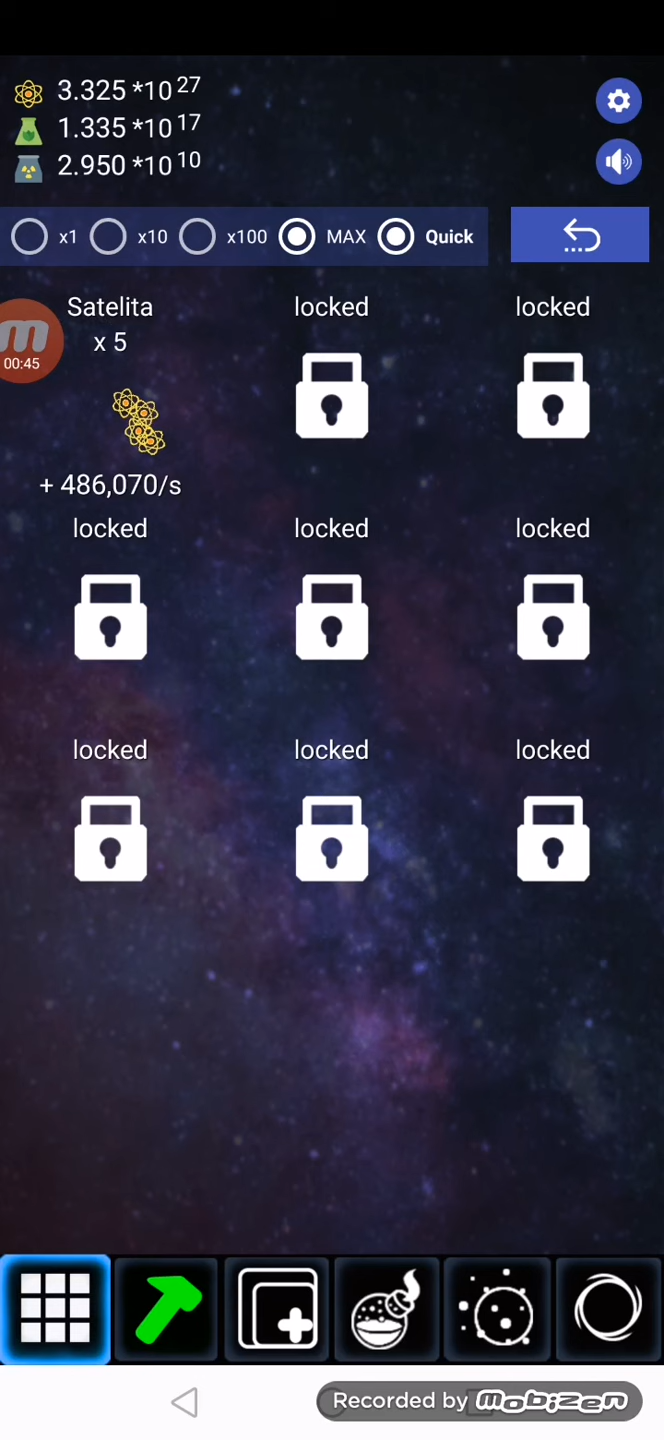 3.325 *10 27
1.335 *10 17
2.950 *10 10
x1 x10 x100 MAX Quick
Satelita locked locked
x 5
00:45
+ 486,070/s
locked locked locked
locked locked locked
Recorded by mobizen